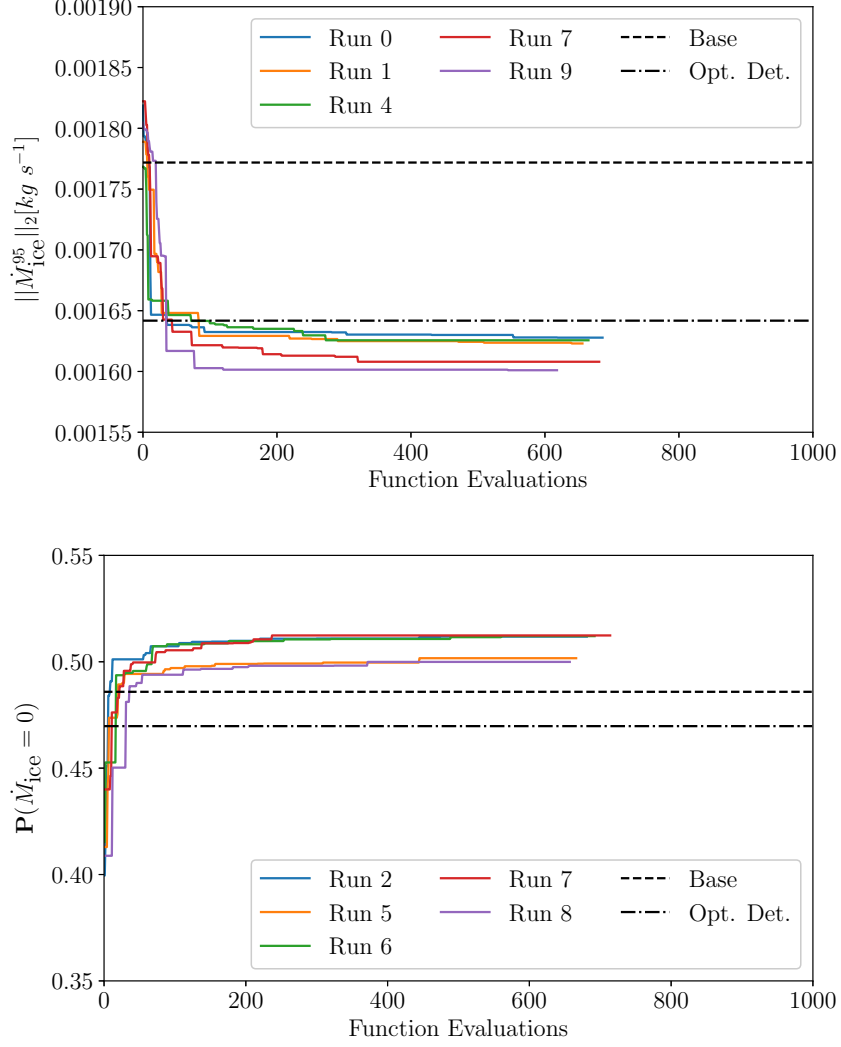 0.00190
0.00185
0.00180
0.00175
0.00170
0.00165
0.00160
0.00155
||Ṁ_ice^95||₂[kg s⁻¹]
Run 0 Run 7 Base
Run 1 Run 9 Opt. Det.
Run 4
0 200 400 600 800 1000
Function Evaluations
0.55
0.50
0.45
0.40
0.35
P(Ṁ_ice = 0)
Run 2 Run 7 Base
Run 5 Run 8 Opt. Det.
Run 6
0 200 400 600 800 1000
Function Evaluations